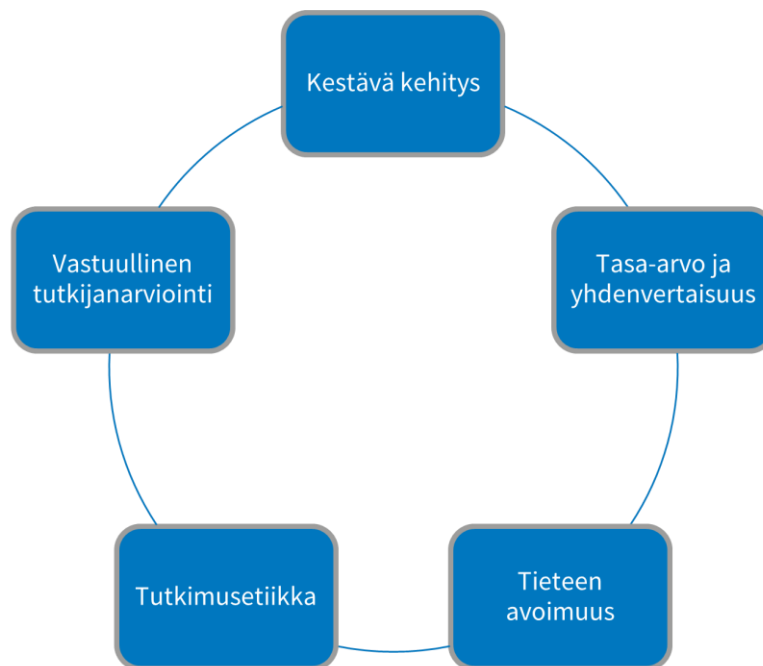 Kestävä kehitys
Tasa-arvo ja
yhdenvertaisuus
Tieteen
avoimuus
Tutkimusetiikka
Vastuullinen
tutkijanarviointi